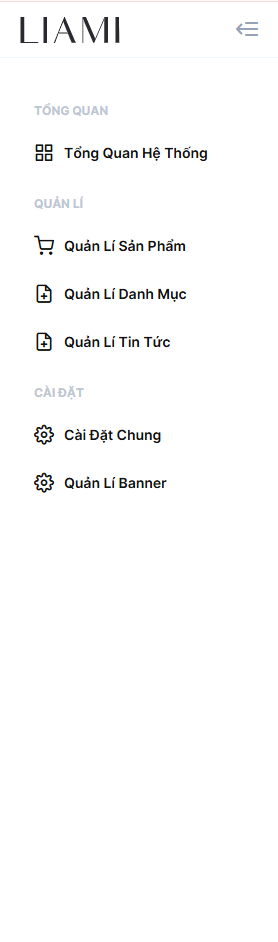 LIAMI
TỔNG QUAN
Tổng Quan Hệ Thống
QUẢN LÍ
Quản Lí Sản Phẩm
Quản Lí Danh Mục
Quản Lí Tin Tức
CÀI ĐẶT
Cài Đặt Chung
Quản Lí Banner